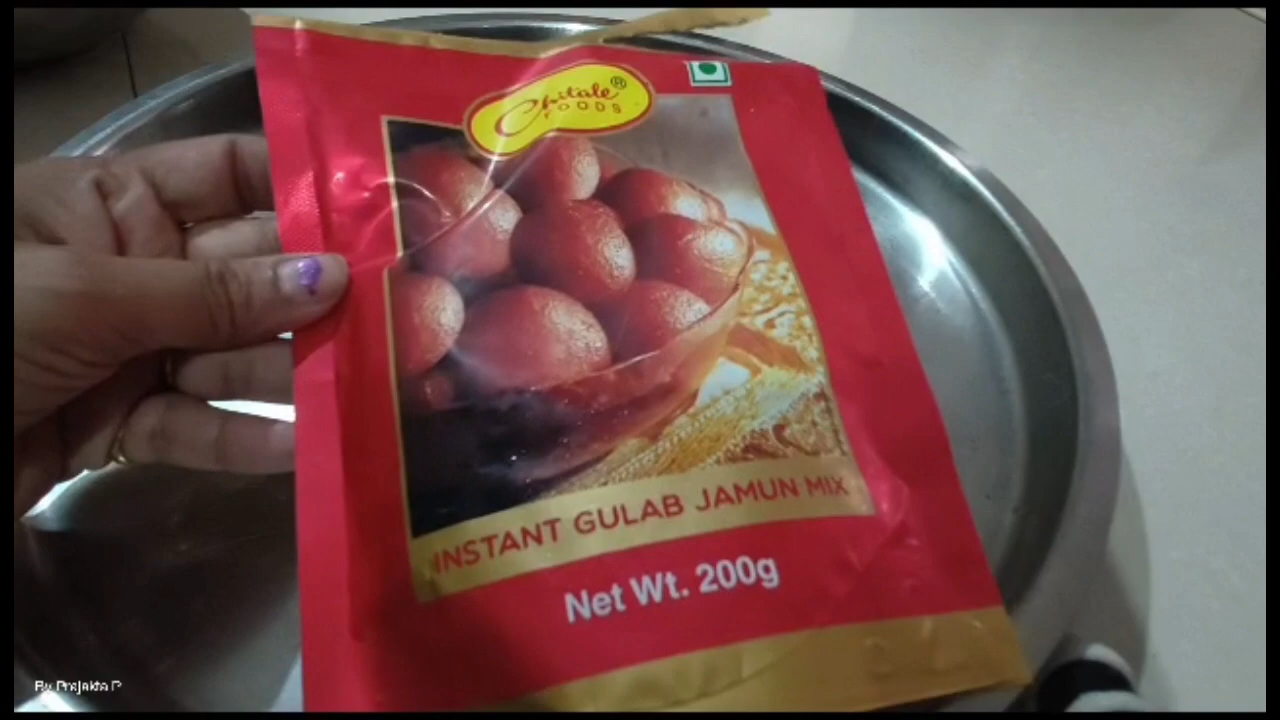 Chitale®
FOODS
INSTANT GULAB JAMUN MIX
Net Wt. 200g
By Prajakta P